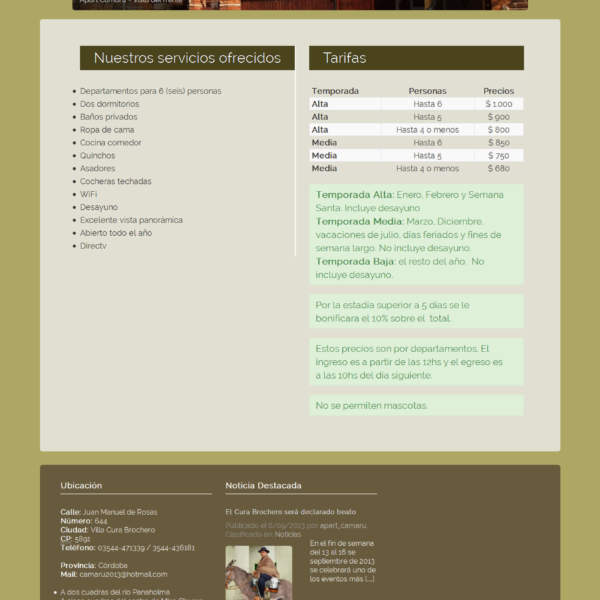 Apart Camaru - Vista del frente
Nuestros servicios ofrecidos
Departamentos para 6 (seis) personas
Dos dormitorios
Baños privados
Ropa de cama
Cocina comedor
Quinchos
Asadores
Cocheras techadas
WiFi
Desayuno
Excelente vista panorámica
Abierto todo el año
Directv
Tarifas
Temporada Personas Precios
Alta Hasta 6 $ 1.000
Alta Hasta 5 $ 900
Alta Hasta 4 o menos $ 800
Media Hasta 6 $ 850
Media Hasta 5 $ 750
Media Hasta 4 o menos $ 680
Temporada Alta: Enero, Febrero y Semana
Santa. Incluye desayuno
Temporada Media: Marzo, Diciembre,
vacaciones de julio, días feriados y fines de
semana largo. No incluye desayuno.
Temporada Baja: el resto del año. No
incluye desayuno.
Por la estadía superior a 5 días se le
bonificara el 10% sobre el total.
Estos precios son por departamentos. El
ingreso es a partir de las 12hs y el egreso es
a las 10hs del día siguiente.
No se permiten mascotas.
Ubicación
Calle: Juan Manuel de Rosas
Número: 644
Ciudad: Villa Cura Brochero
CP: 5891
Teléfono: 03544-471339 / 3544-436181
Provincia: Córdoba
Mail: camaru2013@hotmail.com
A dos cuadras del río Panaholma
Noticia Destacada
El Cura Brochero será declarado beato
Publicado el 6/09/2013 por apart_camaru.
Clasificado en Noticias
En el fin de semana
del 13 al 16 se
septiembre de 2013
se celebrará uno de
los eventos más [...]